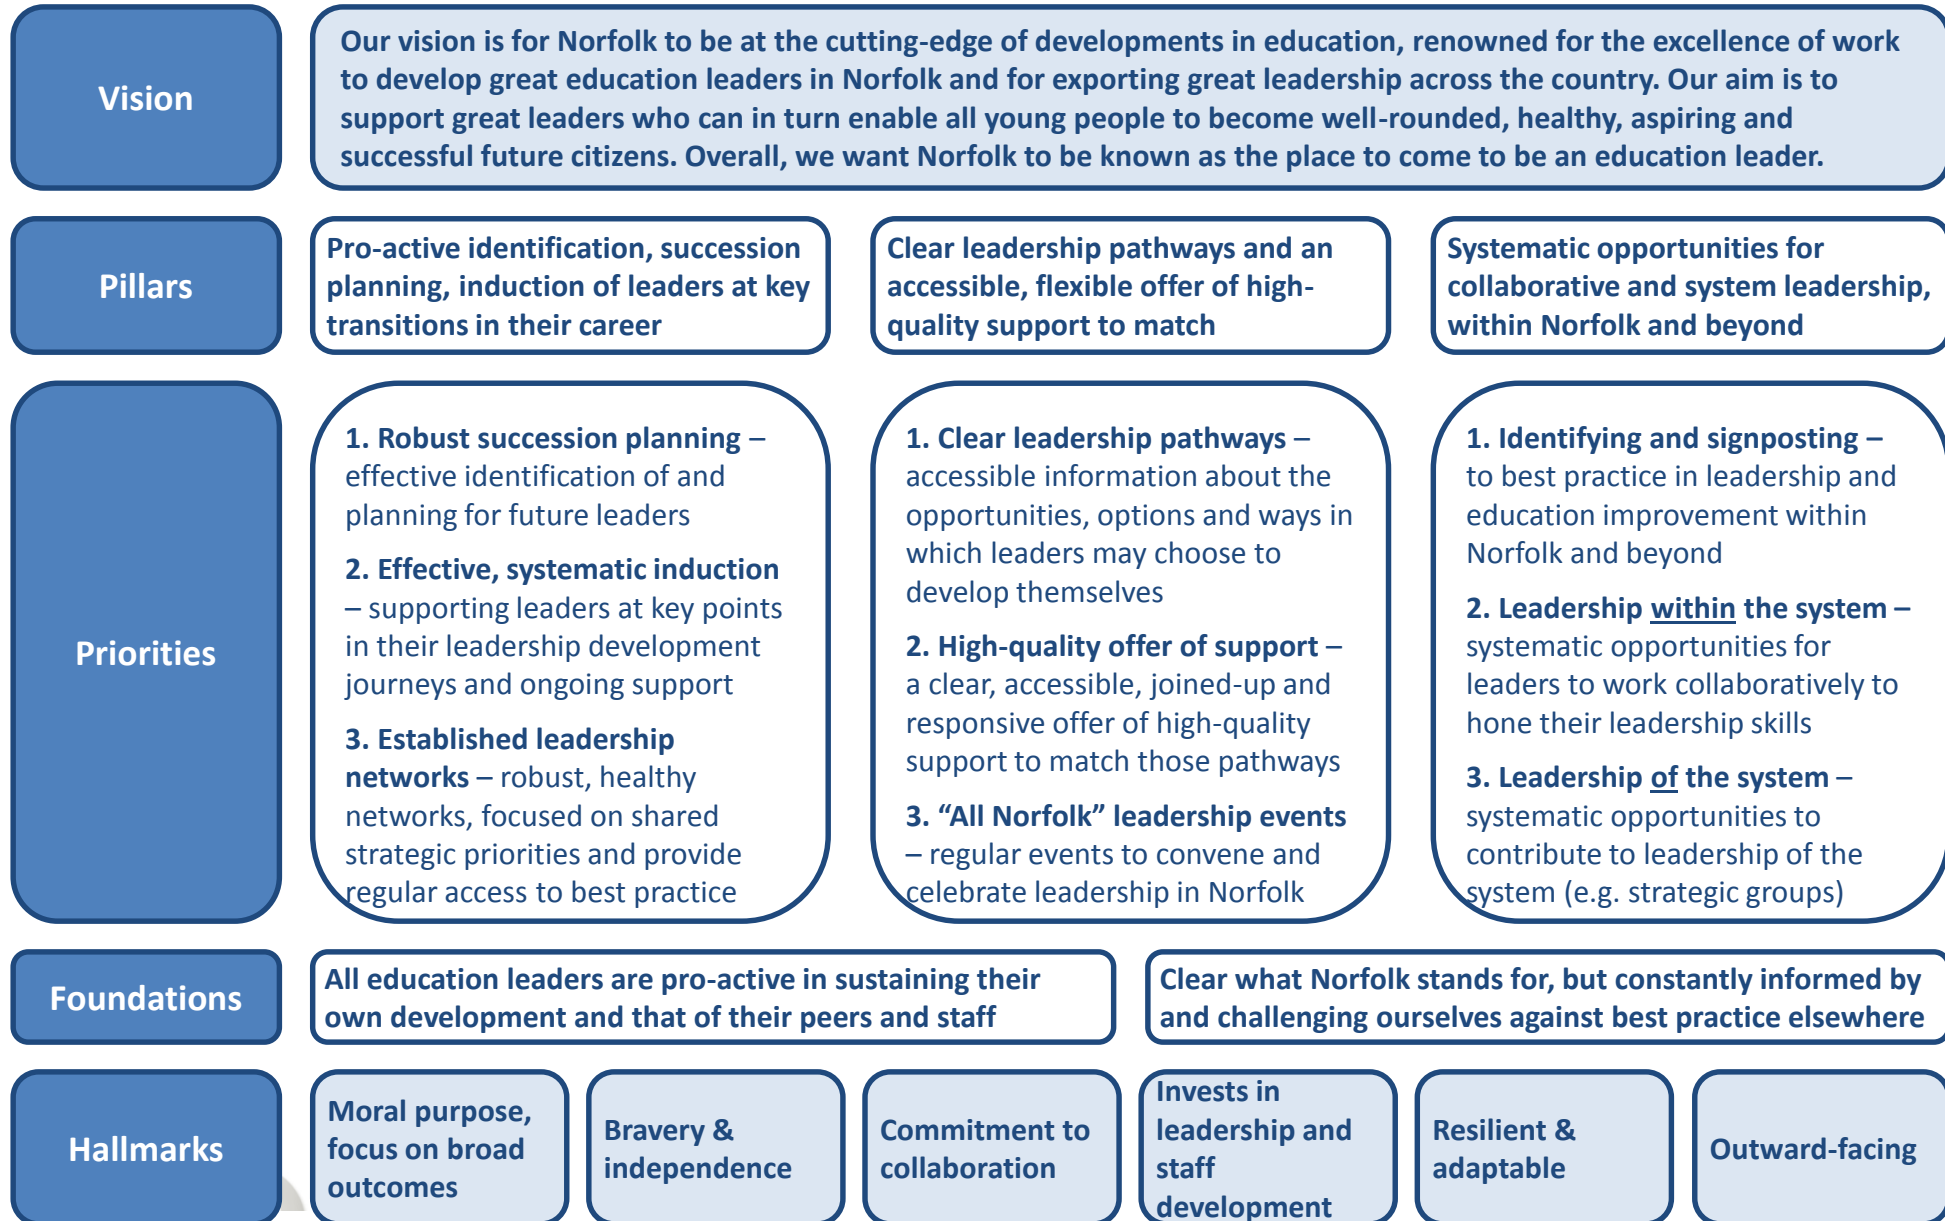 Vision
Our vision is for Norfolk to be at the cutting-edge of developments in education, renowned for the excellence of work
to develop great education leaders in Norfolk and for exporting great leadership across the country. Our aim is to
support great leaders who can in turn enable all young people to become well-rounded, healthy, aspiring and
successful future citizens. Overall, we want Norfolk to be known as the place to come to be an education leader.
Pillars
Pro-active identification, succession
planning, induction of leaders at key
transitions in their career
Clear leadership pathways and an
accessible, flexible offer of high-
quality support to match
Systematic opportunities for
collaborative and system leadership,
within Norfolk and beyond
Priorities
1. Robust succession planning –
effective identification of and
planning for future leaders
2. Effective, systematic induction
– supporting leaders at key points
in their leadership development
journeys and ongoing support
3. Established leadership
networks – robust, healthy
networks, focused on shared
strategic priorities and provide
regular access to best practice
1. Clear leadership pathways –
accessible information about the
opportunities, options and ways in
which leaders may choose to
develop themselves
2. High-quality offer of support –
a clear, accessible, joined-up and
responsive offer of high-quality
support to match those pathways
3. “All Norfolk” leadership events
– regular events to convene and
celebrate leadership in Norfolk
1. Identifying and signposting –
to best practice in leadership and
education improvement within
Norfolk and beyond
2. Leadership within the system –
systematic opportunities for
leaders to work collaboratively to
hone their leadership skills
3. Leadership of the system –
systematic opportunities to
contribute to leadership of the
system (e.g. strategic groups)
Foundations
All education leaders are pro-active in sustaining their
own development and that of their peers and staff
Clear what Norfolk stands for, but constantly informed by
and challenging ourselves against best practice elsewhere
Hallmarks
Moral purpose,
focus on broad
outcomes
Bravery &
independence
Commitment to
collaboration
Invests in
leadership and
staff
development
Resilient &
adaptable
Outward-facing